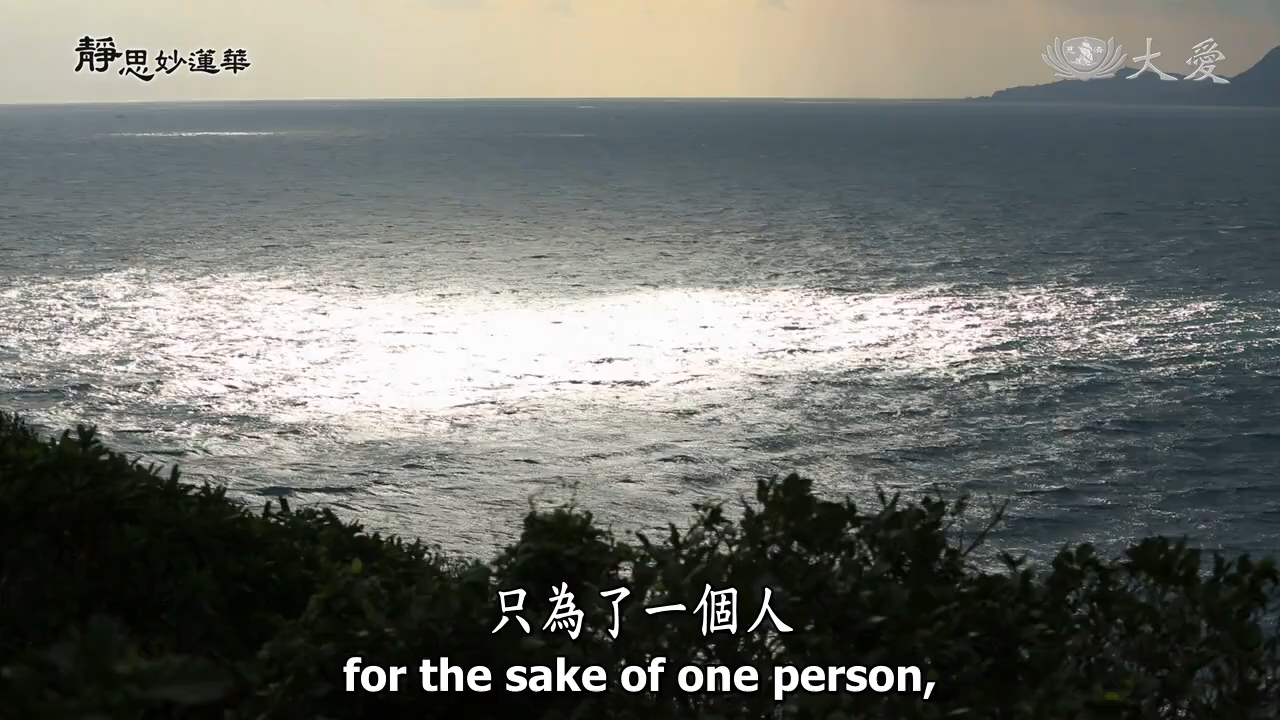 靜思妙蓮華
大愛
只為了一個人
for the sake of one person,